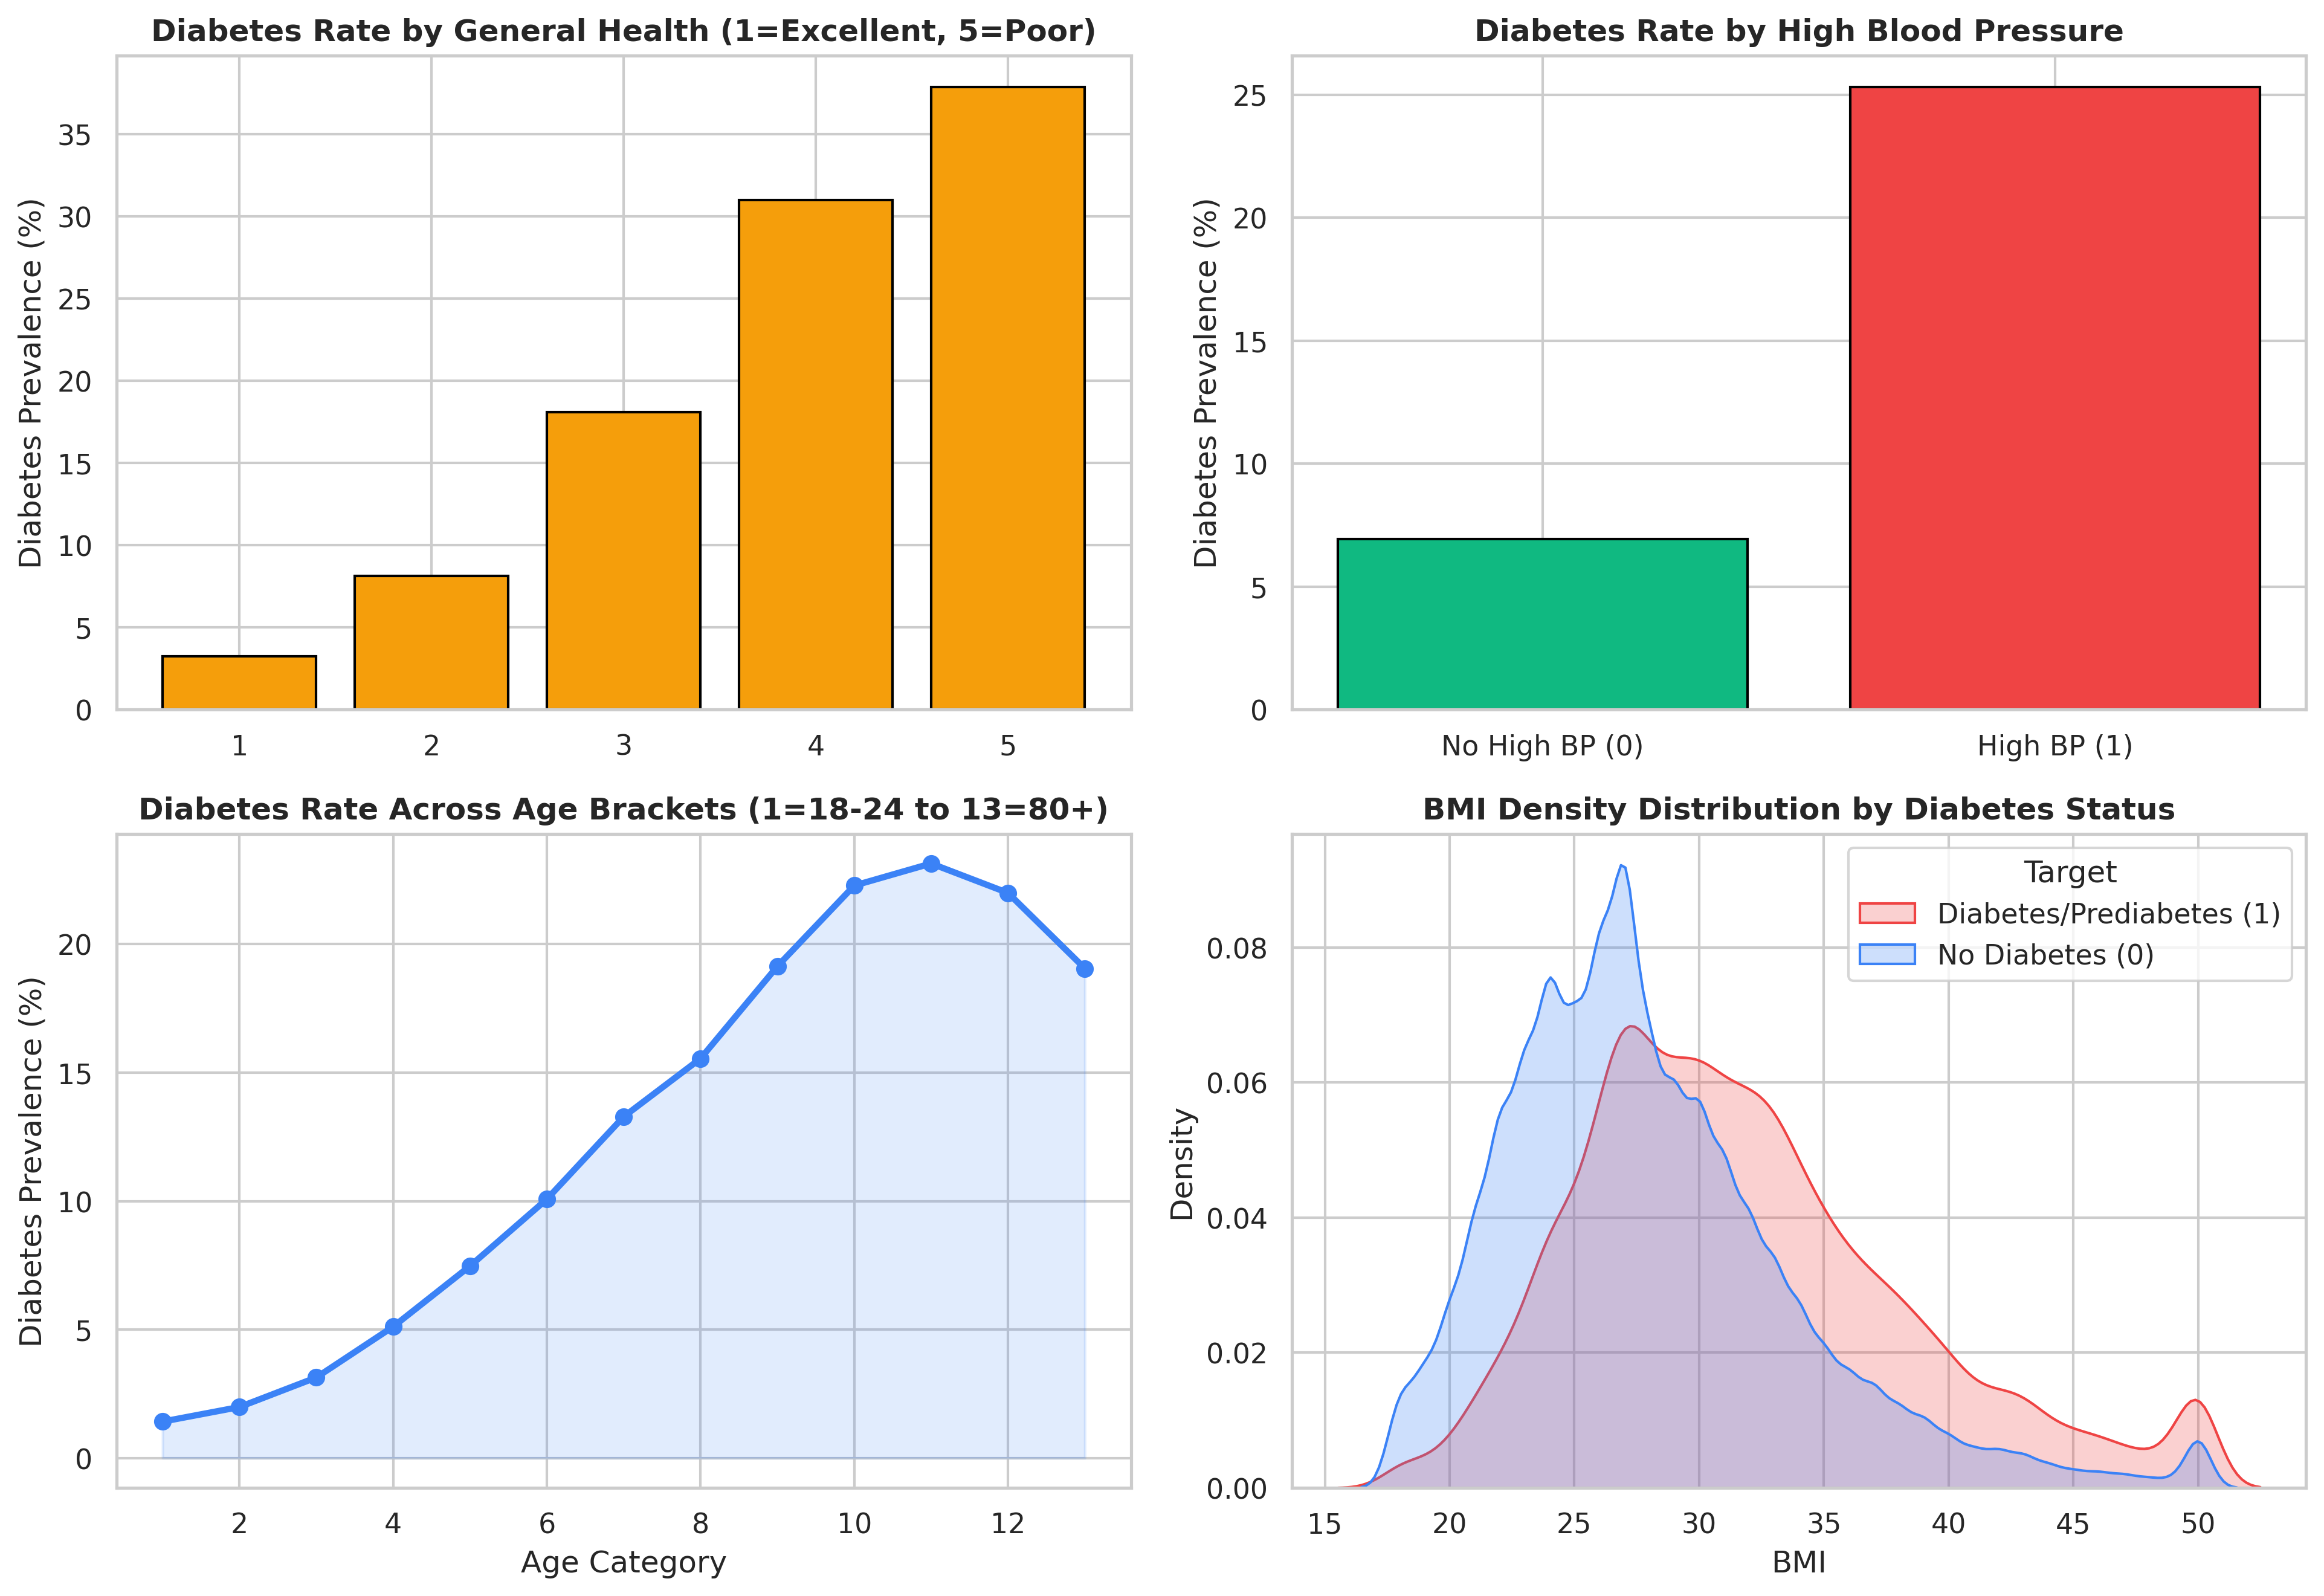 Diabetes Rate by General Health (1=Excellent, 5=Poor)
Diabetes Prevalence (%)
35
30
25
20
15
10
5
0
1 2 3 4 5
Diabetes Rate by High Blood Pressure
Diabetes Prevalence (%)
25
20
15
10
5
0
No High BP (0) High BP (1)
Diabetes Rate Across Age Brackets (1=18-24 to 13=80+)
Diabetes Prevalence (%)
20
15
10
5
0
2 4 6 8 10 12
Age Category
BMI Density Distribution by Diabetes Status
Target
Diabetes/Prediabetes (1)
No Diabetes (0)
Density
0.08
0.06
0.04
0.02
0.00
15 20 25 30 35 40 45 50
BMI